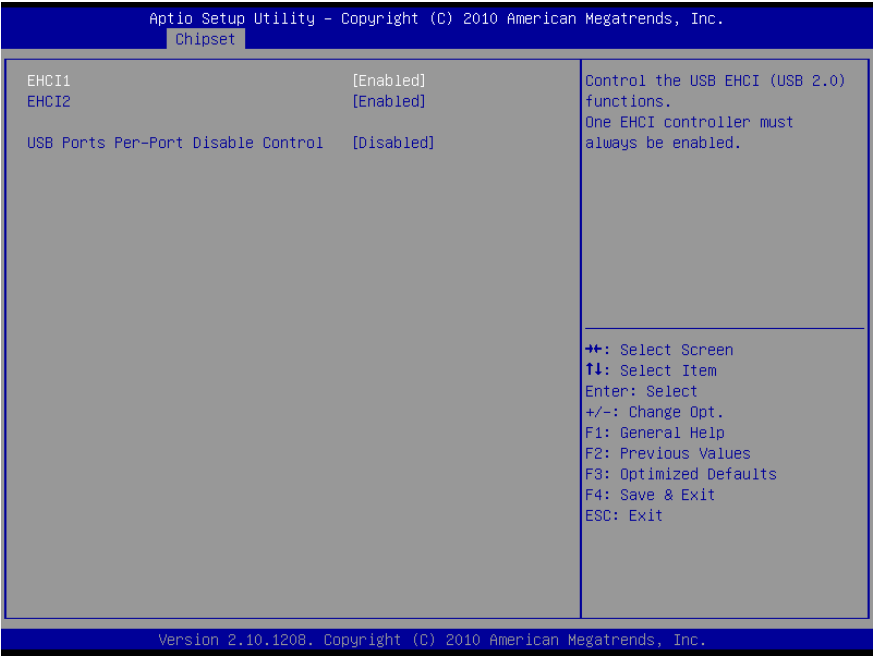 Aptio Setup Utility – Copyright (C) 2010 American Megatrends, Inc.
Chipset
EHCI1 [Enabled]
EHCI2 [Enabled]
USB Ports Per-Port Disable Control [Disabled]
Control the USB EHCI (USB 2.0)
functions.
One EHCI controller must
always be enabled.
→←: Select Screen
↑↓: Select Item
Enter: Select
+/-: Change Opt.
F1: General Help
F2: Previous Values
F3: Optimized Defaults
F4: Save & Exit
ESC: Exit
Version 2.10.1208. Copyright (C) 2010 American Megatrends, Inc.